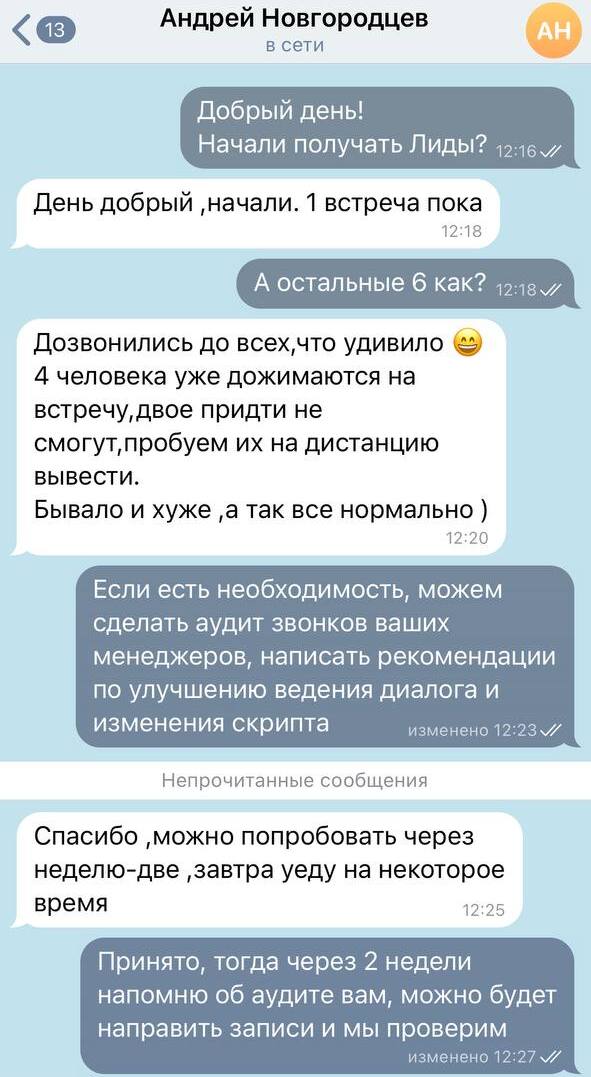 13
Андрей Новгородцев
в сети
АН
Добрый день!
Начали получать Лиды? 12:16
День добрый ,начали. 1 встреча пока
12:18
А остальные 6 как? 12:18
Дозвонились до всех,что удивило 😄
4 человека уже дожимаются на
встречу,двое придти не
смогут,пробуем их на дистанцию
вывести.
Бывало и хуже ,а так все нормально )
12:20
Если есть необходимость, можем
сделать аудит звонков ваших
менеджеров, написать рекомендации
по улучшению ведения диалога и
изменения скрипта изменено 12:23
Непрочитанные сообщения
Спасибо ,можно попробовать через
неделю-две ,завтра уеду на некоторое
время 12:25
Принято, тогда через 2 недели
напомню об аудите вам, можно будет
направить записи и мы проверим
изменено 12:27